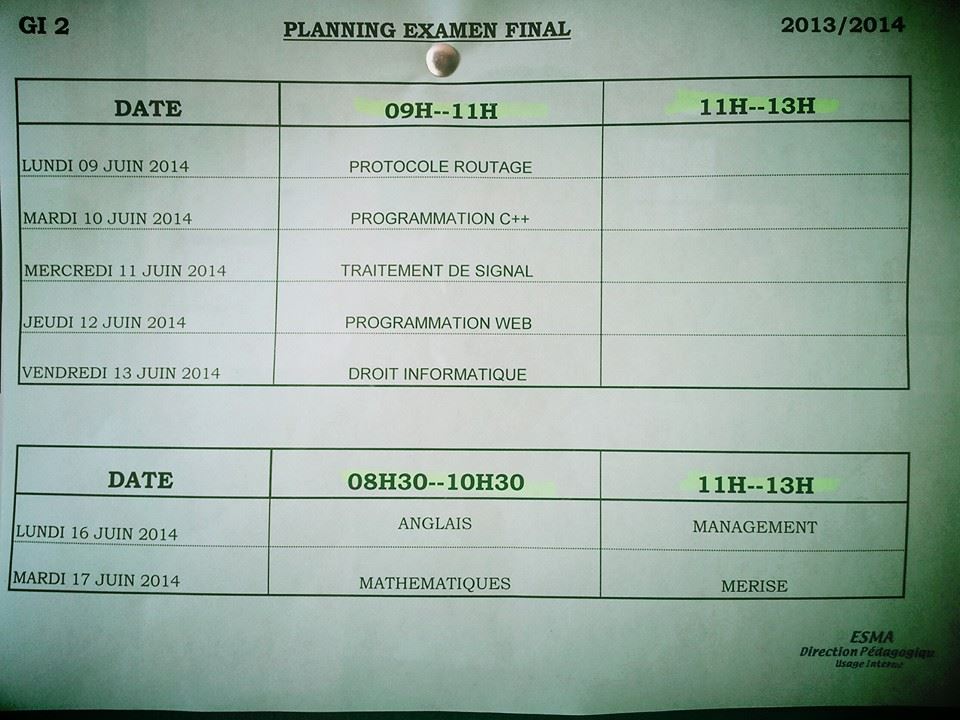 GI 2 PLANNING EXAMEN FINAL 2013/2014
DATE 09H--11H 11H--13H
LUNDI 09 JUIN 2014 PROTOCOLE ROUTAGE
MARDI 10 JUIN 2014 PROGRAMMATION C++
MERCREDI 11 JUIN 2014 TRAITEMENT DE SIGNAL
JEUDI 12 JUIN 2014 PROGRAMMATION WEB
VENDREDI 13 JUIN 2014 DROIT INFORMATIQUE
DATE 08H30--10H30 11H--13H
LUNDI 16 JUIN 2014 ANGLAIS MANAGEMENT
MARDI 17 JUIN 2014 MATHEMATIQUES MERISE
ESMA
Direction Pédagogiqu
Usage Interne